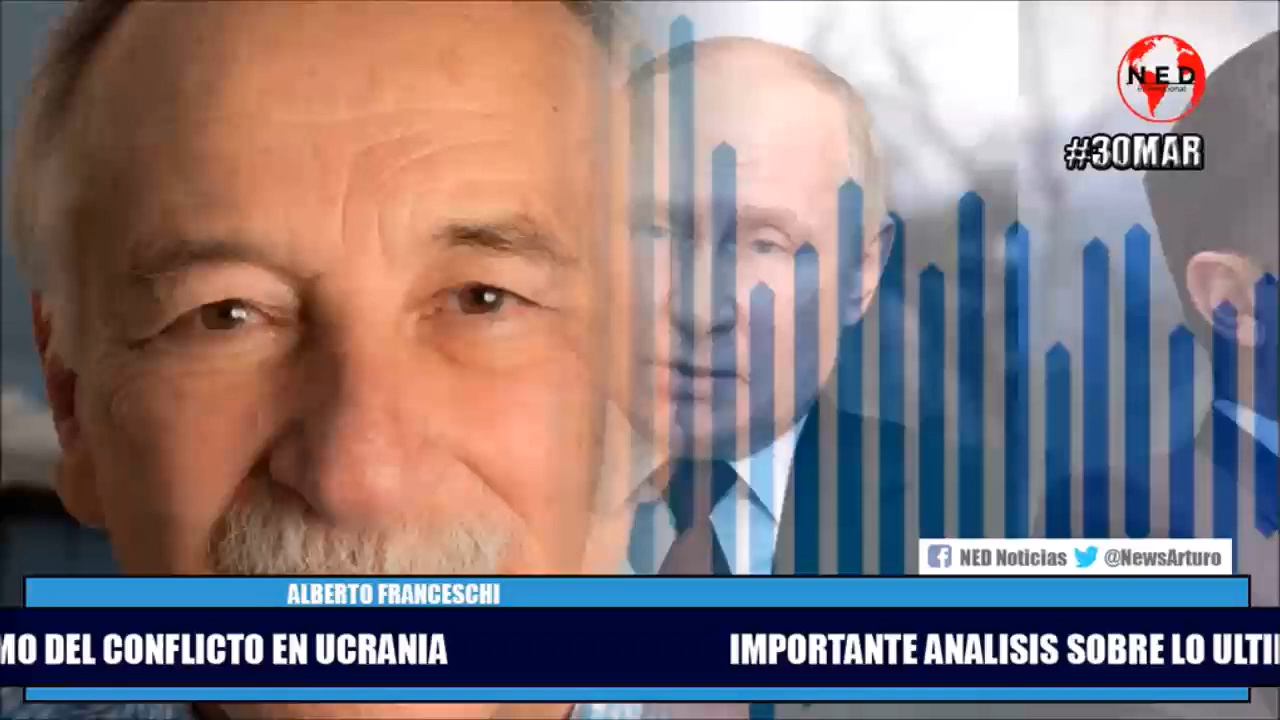 NED
#30MAR
NED Noticias @NewsArturo
ALBERTO FRANCESCHI
MO DEL CONFLICTO EN UCRANIA IMPORTANTE ANALISIS SOBRE LO ULTI